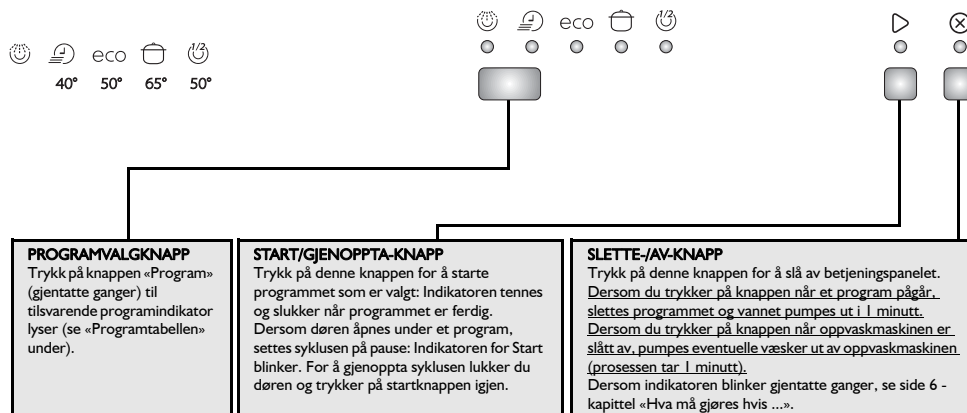 eco
1/2
40° 50° 65° 50°
eco
1/2
PROGRAMVALGKNAPP
Trykk på knappen «Program»
(gjentatte ganger) til
tilsvarende programindikator
lyser (se «Programtabellen»
under).
START/GJENOPPTA-KNAPP
Trykk på denne knappen for å starte
programmet som er valgt: Indikatoren tennes
og slukker når programmet er ferdig.
Dersom døren åpnes under et program,
settes syklusen på pause: Indikatoren for Start
blinker. For å gjenoppta syklusen lukker du
døren og trykker på startknappen igjen.
SLETTE-/AV-KNAPP
Trykk på denne knappen for å slå av betjeningspanelet.
Dersom du trykker på knappen når et program pågår,
slettes programmet og vannet pumpes ut i 1 minutt.
Dersom du trykker på knappen når oppvaskmaskinen er
slått av, pumpes eventuelle væsker ut av oppvaskmaskinen
(prosessen tar 1 minutt).
Dersom indikatoren blinker gjentatte ganger, se side 6 -
kapittel «Hva må gjøres hvis ...».